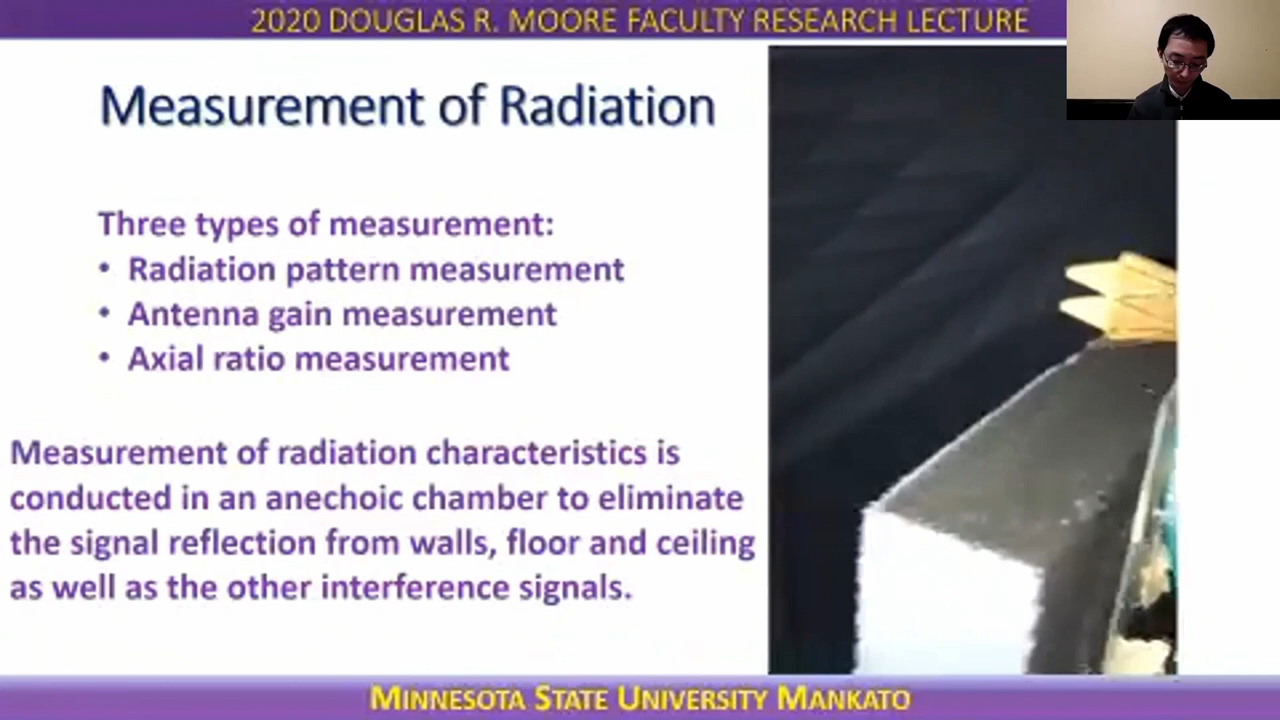 2020 DOUGLAS R. MOORE FACULTY RESEARCH LECTURE
Measurement of Radiation
Three types of measurement:
• Radiation pattern measurement
• Antenna gain measurement
• Axial ratio measurement
Measurement of radiation characteristics is
conducted in an anechoic chamber to eliminate
the signal reflection from walls, floor and ceiling
as well as the other interference signals.
MINNESOTA STATE UNIVERSITY MANKATO